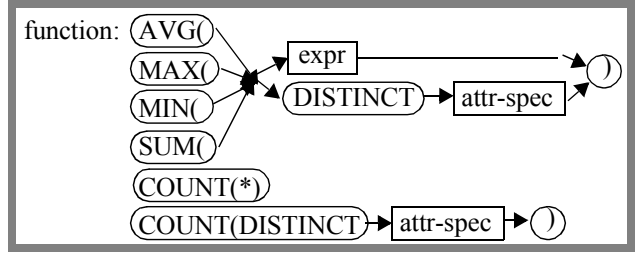 function: AVG(
expr
MAX(
)
DISTINCT attr-spec
MIN(
SUM(
COUNT(*)
COUNT(DISTINCT attr-spec )